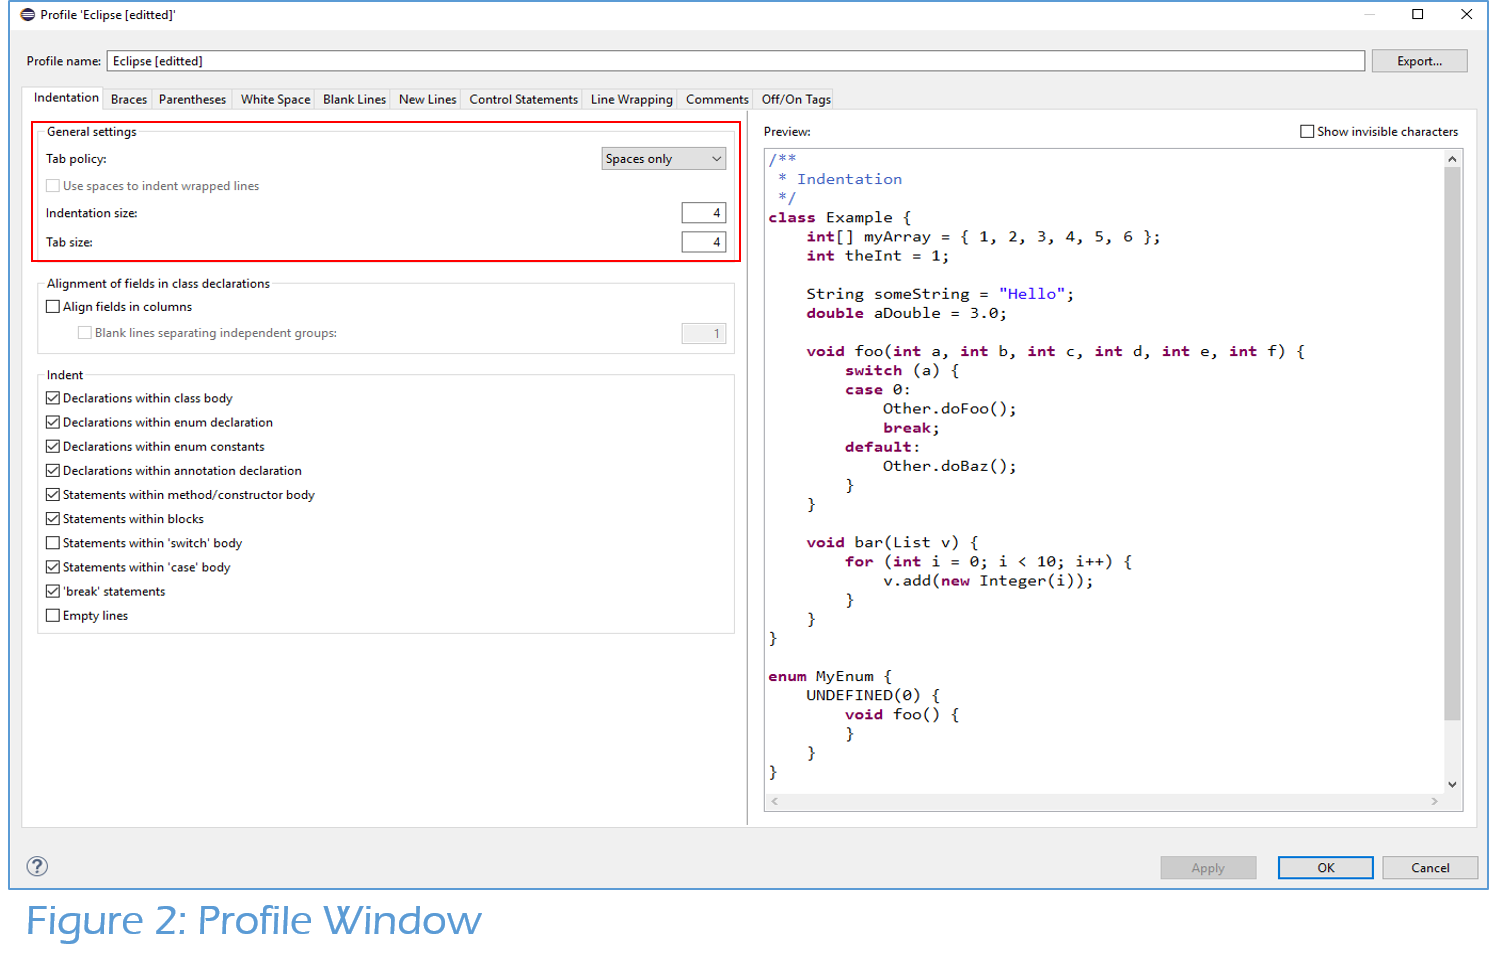 Profile 'Eclipse [editted]'
Profile name: Eclipse [editted] Export...
Indentation Braces Parentheses White Space Blank Lines New Lines Control Statements Line Wrapping Comments Off/On Tags
General settings
Tab policy: Spaces only
Use spaces to indent wrapped lines
Indentation size: 4
Tab size: 4
Alignment of fields in class declarations
Align fields in columns
Blank lines separating independent groups: 1
Indent
Declarations within class body
Declarations within enum declaration
Declarations within enum constants
Declarations within annotation declaration
Statements within method/constructor body
Statements within blocks
Statements within 'switch' body
Statements within 'case' body
'break' statements
Empty lines
Preview: Show invisible characters
/**
 * Indentation
 */
class Example {
    int[] myArray = { 1, 2, 3, 4, 5, 6 };
    int theInt = 1;

    String someString = "Hello";
    double aDouble = 3.0;

    void foo(int a, int b, int c, int d, int e, int f) {
        switch (a) {
        case 0:
            Other.doFoo();
            break;
        default:
            Other.doBaz();
        }
    }

    void bar(List v) {
        for (int i = 0; i < 10; i++) {
            v.add(new Integer(i));
        }
    }
}

enum MyEnum {
    UNDEFINED(0) {
        void foo() {
        }
    }
}
? Apply OK Cancel
Figure 2: Profile Window